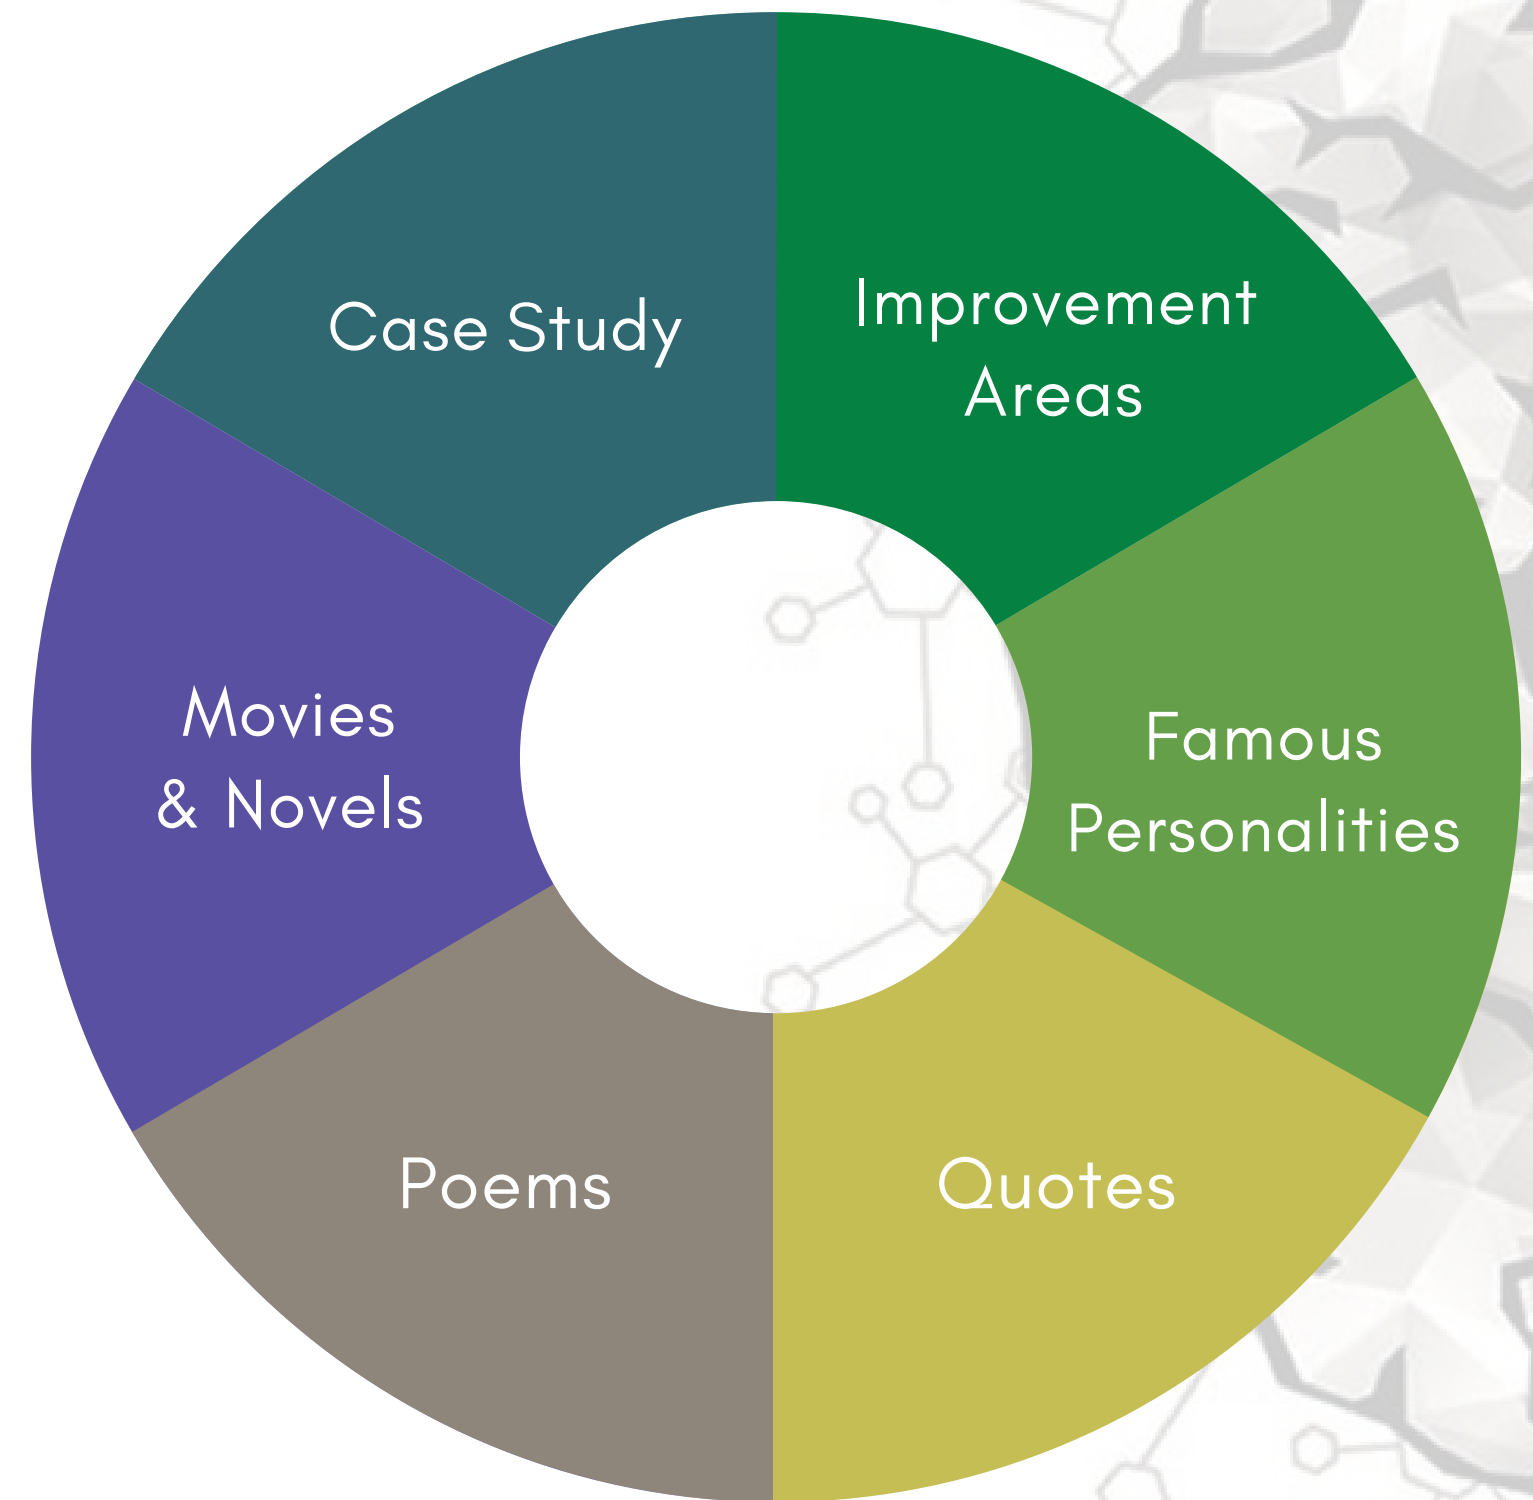 Case Study
Improvement
Areas
Movies
& Novels
Famous
Personalities
Poems
Quotes